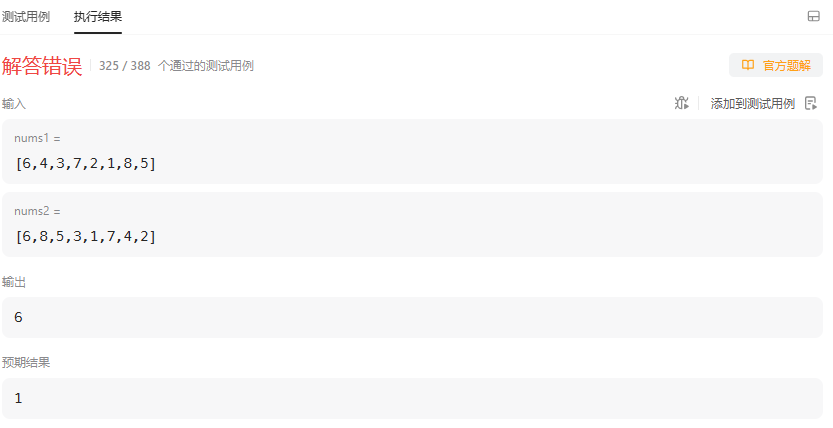 测试用例 执行结果
解答错误 325 / 388 个通过的测试用例 官方题解
输入 添加到测试用例
nums1 =
[6,4,3,7,2,1,8,5]
nums2 =
[6,8,5,3,1,7,4,2]
输出
6
预期结果
1